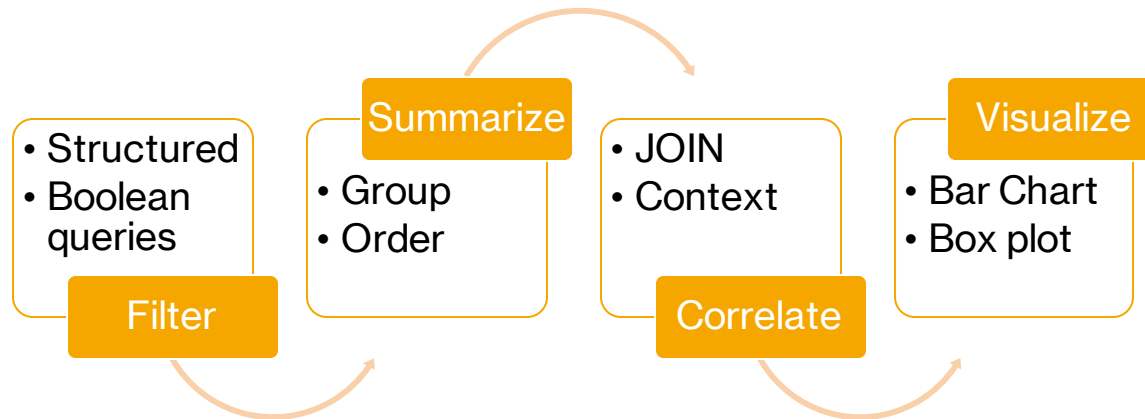 • Structured
• Boolean
queries
Filter
Summarize
• Group
• Order
• JOIN
• Context
Correlate
Visualize
• Bar Chart
• Box plot